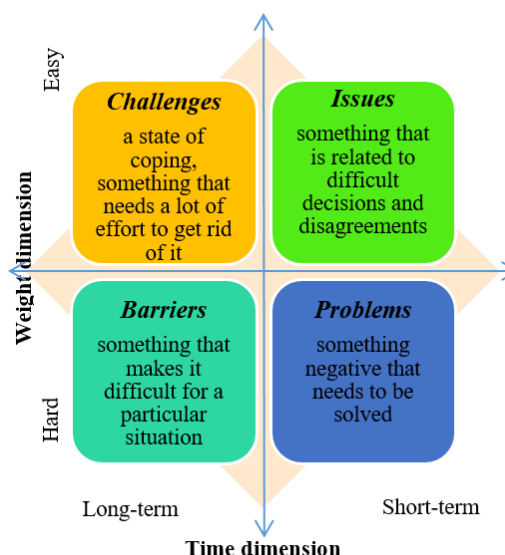 Easy
Challenges
a state of
coping,
something that
needs a lot of
effort to get rid
of it
Issues
something that
is related to
difficult
decisions and
disagreements
Weight dimension
Barriers
something that
makes it
difficult for a
particular
situation
Problems
something
negative that
needs to be
solved
Hard
Long-term
Short-term
Time dimension